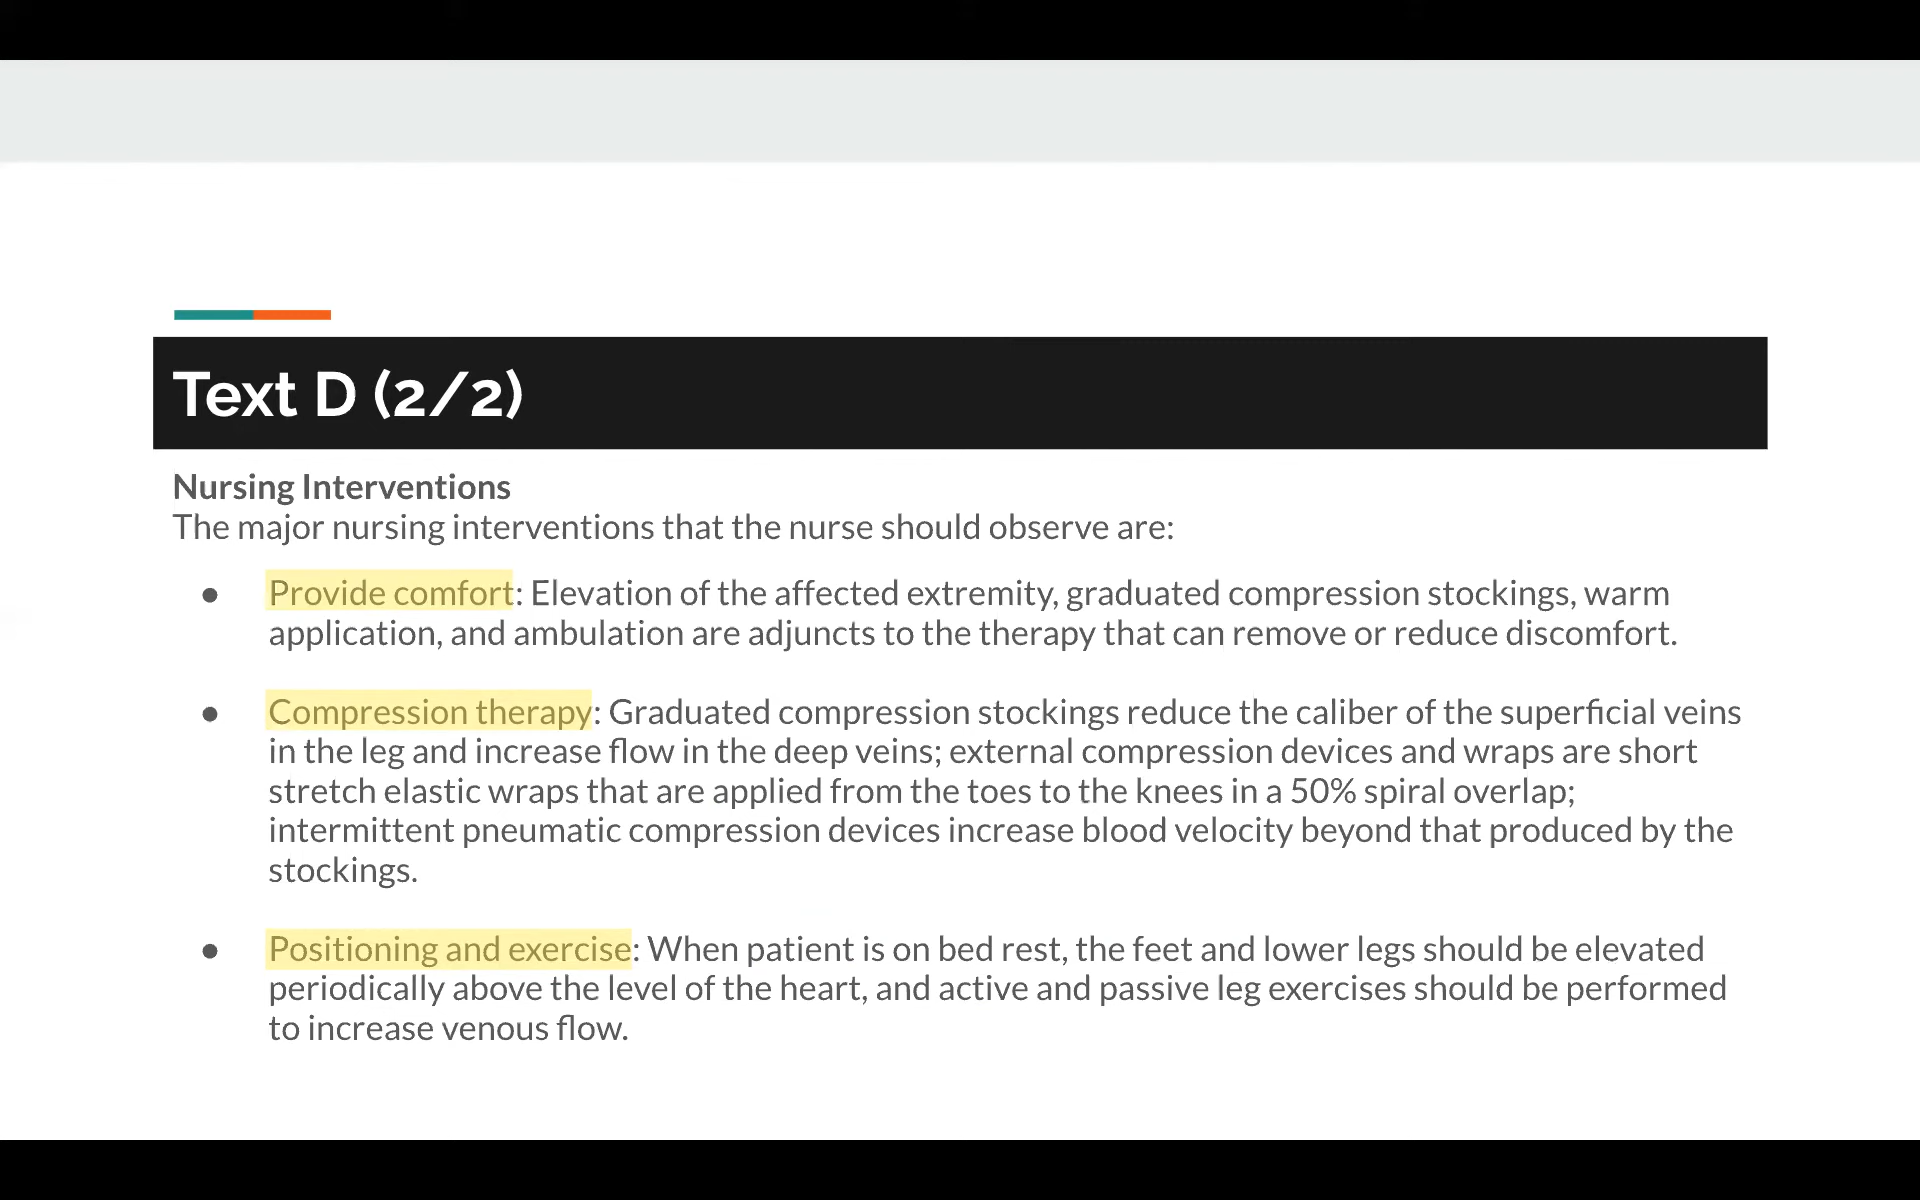 Text D (2/2)
Nursing Interventions
The major nursing interventions that the nurse should observe are:
● Provide comfort: Elevation of the affected extremity, graduated compression stockings, warm
application, and ambulation are adjuncts to the therapy that can remove or reduce discomfort.
● Compression therapy: Graduated compression stockings reduce the caliber of the superficial veins
in the leg and increase flow in the deep veins; external compression devices and wraps are short
stretch elastic wraps that are applied from the toes to the knees in a 50% spiral overlap;
intermittent pneumatic compression devices increase blood velocity beyond that produced by the
stockings.
● Positioning and exercise: When patient is on bed rest, the feet and lower legs should be elevated
periodically above the level of the heart, and active and passive leg exercises should be performed
to increase venous flow.